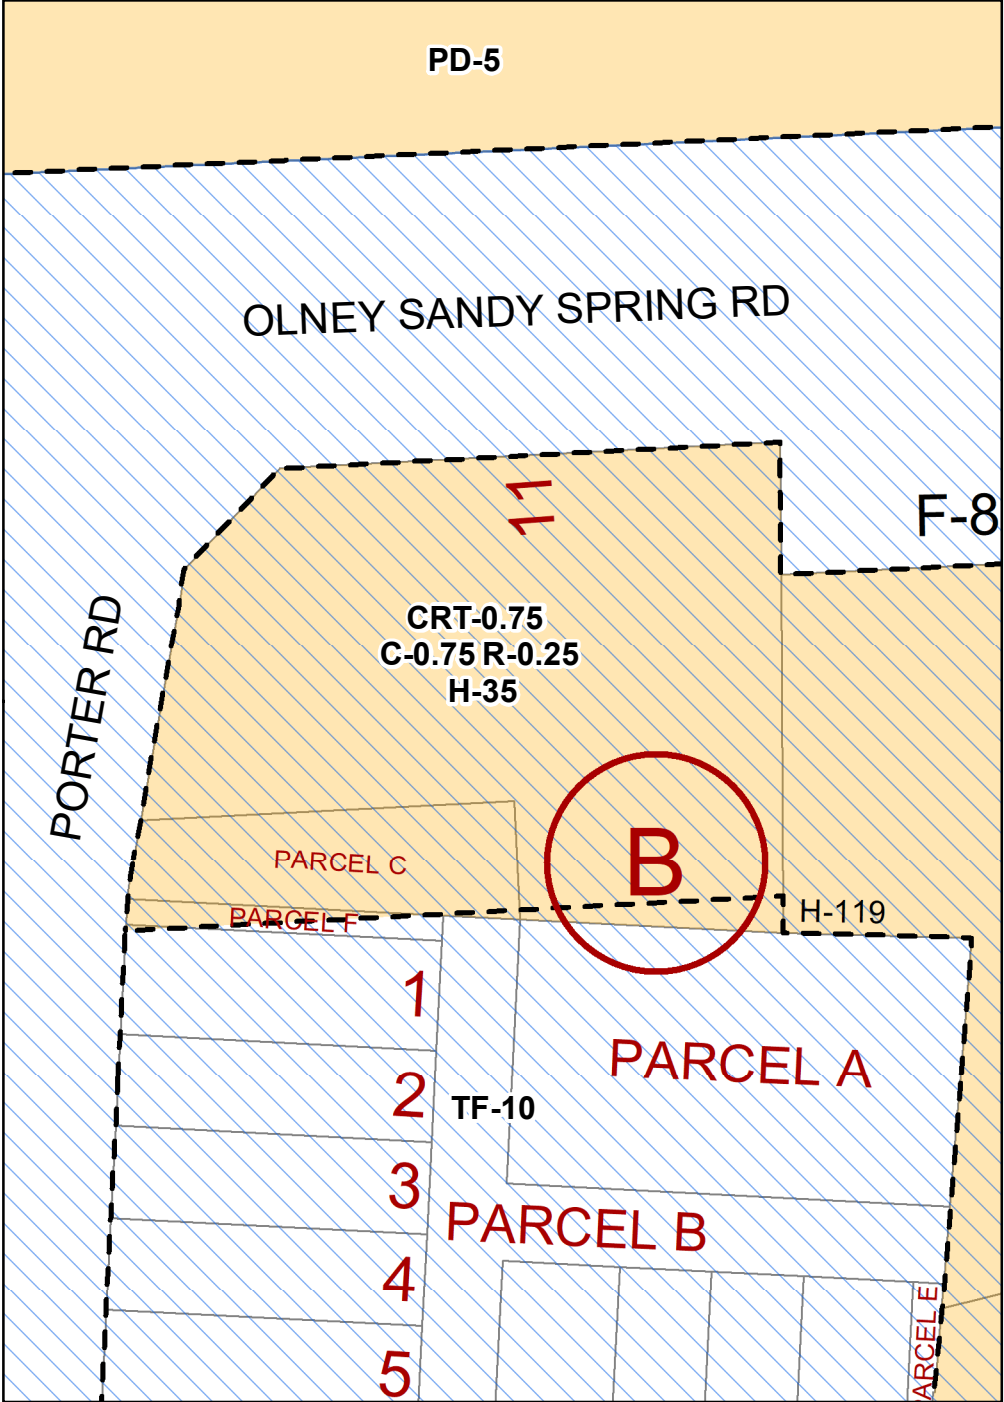 PD-5
OLNEY SANDY SPRING RD
F-8
11
CRT-0.75
C-0.75 R-0.25
H-35
PORTER RD
PARCEL C
B
PARCEL F
H-119
1
PARCEL A
2
TF-10
3
PARCEL B
4
ARCEL E
5